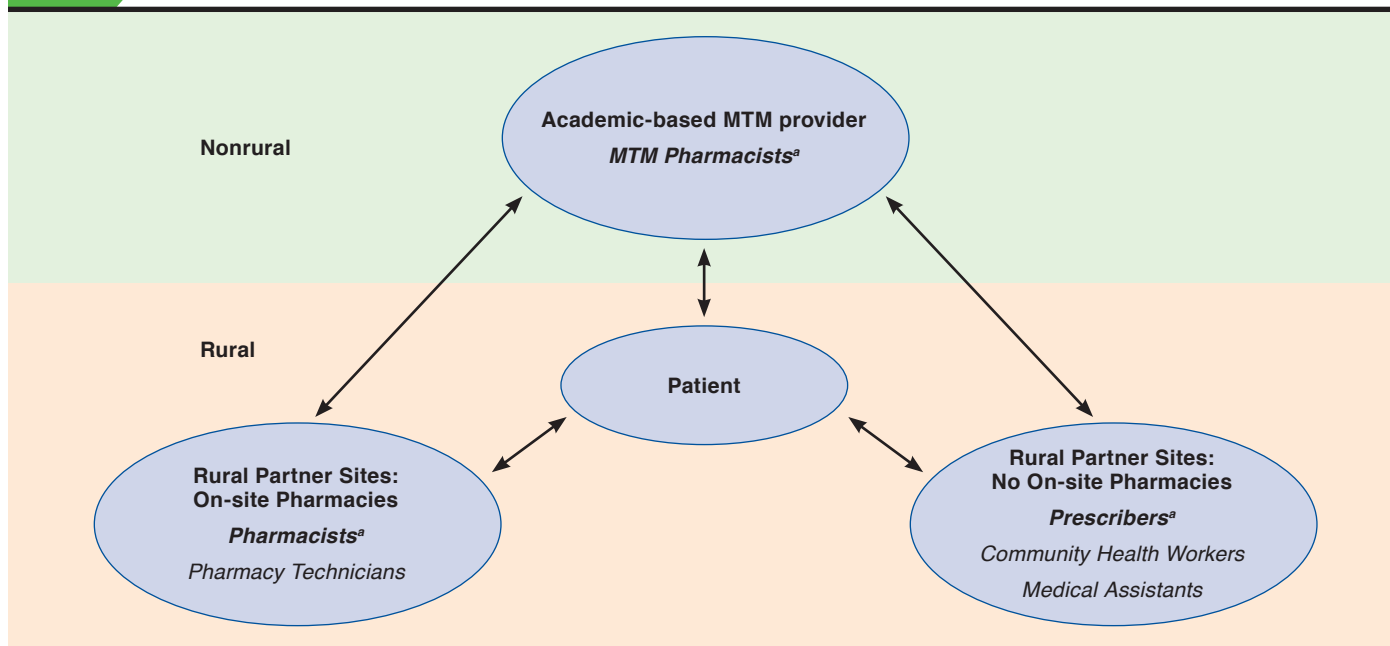 Nonrural
Academic-based MTM provider
MTM Pharmacistsᵃ
Rural
Patient
Rural Partner Sites:
On-site Pharmacies
Pharmacistsᵃ
Pharmacy Technicians
Rural Partner Sites:
No On-site Pharmacies
Prescribersᵃ
Community Health Workers
Medical Assistants